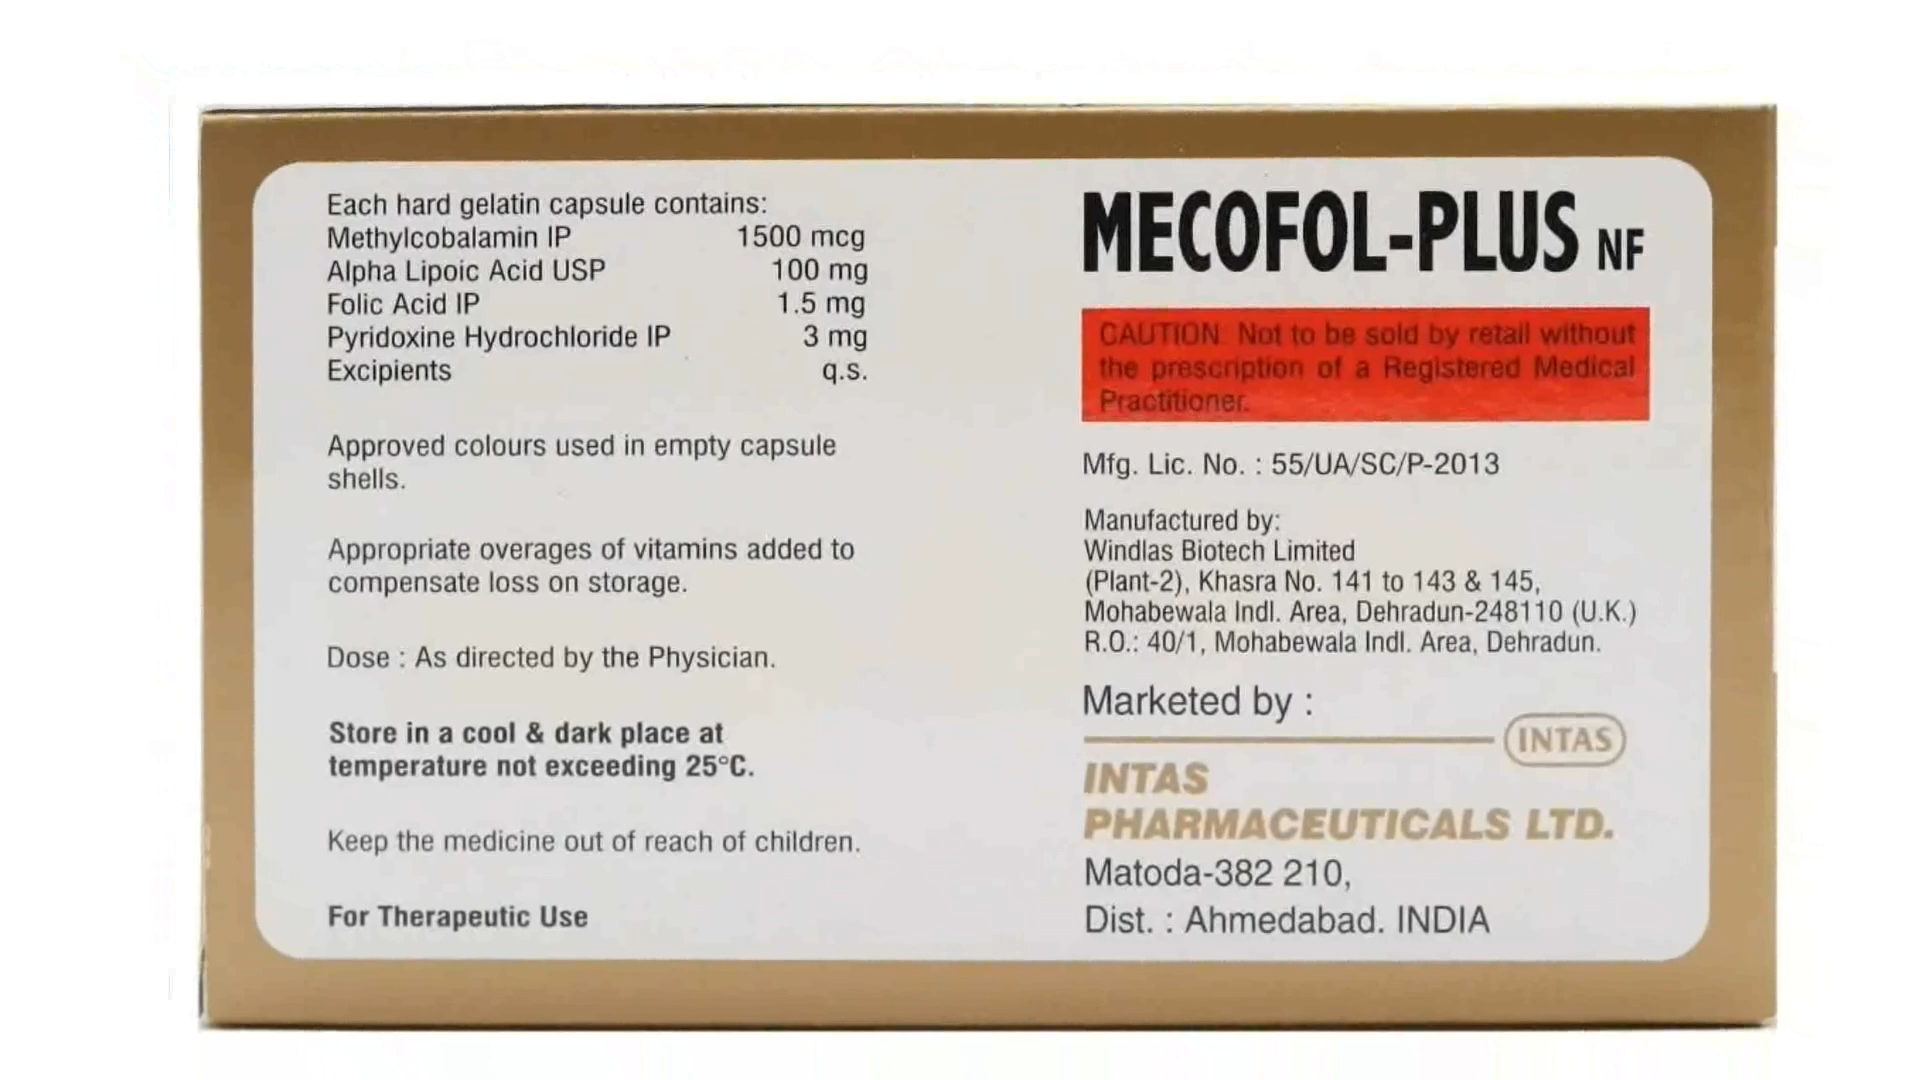 Each hard gelatin capsule contains:
Methylcobalamin IP 1500 mcg
Alpha Lipoic Acid USP 100 mg
Folic Acid IP 1.5 mg
Pyridoxine Hydrochloride IP 3 mg
Excipients q.s.
Approved colours used in empty capsule
shells.
Appropriate overages of vitamins added to
compensate loss on storage.
Dose : As directed by the Physician.
Store in a cool & dark place at
temperature not exceeding 25°C.
Keep the medicine out of reach of children.
For Therapeutic Use
MECOFOL-PLUS NF
CAUTION: Not to be sold by retail without
the prescription of a Registered Medical
Practitioner.
Mfg. Lic. No. : 55/UA/SC/P-2013
Manufactured by:
Windlas Biotech Limited
(Plant-2), Khasra No. 141 to 143 & 145,
Mohabewala Indl. Area, Dehradun-248110 (U.K.)
R.O.: 40/1, Mohabewala Indl. Area, Dehradun.
Marketed by :
INTAS
INTAS
PHARMACEUTICALS LTD.
Matoda-382 210,
Dist. : Ahmedabad. INDIA